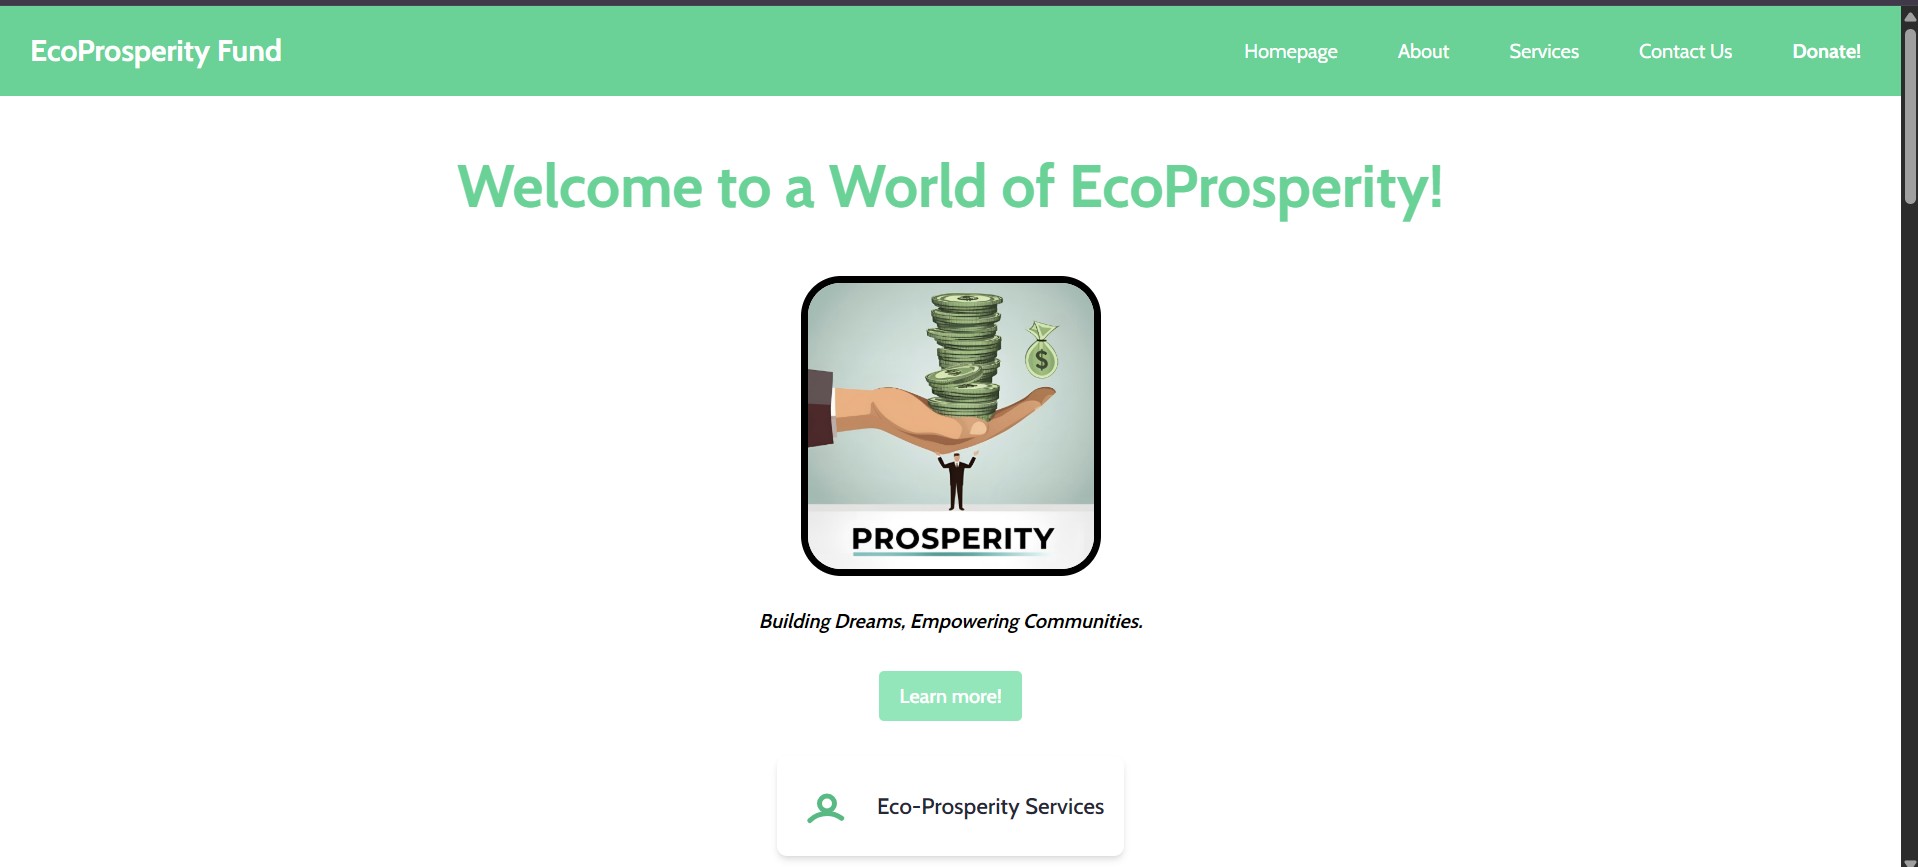 EcoProsperity Fund
Homepage
About
Services
Contact Us
Donate!
Welcome to a World of EcoProsperity!
$
PROSPERITY
Building Dreams, Empowering Communities.
Learn more!
Eco-Prosperity Services